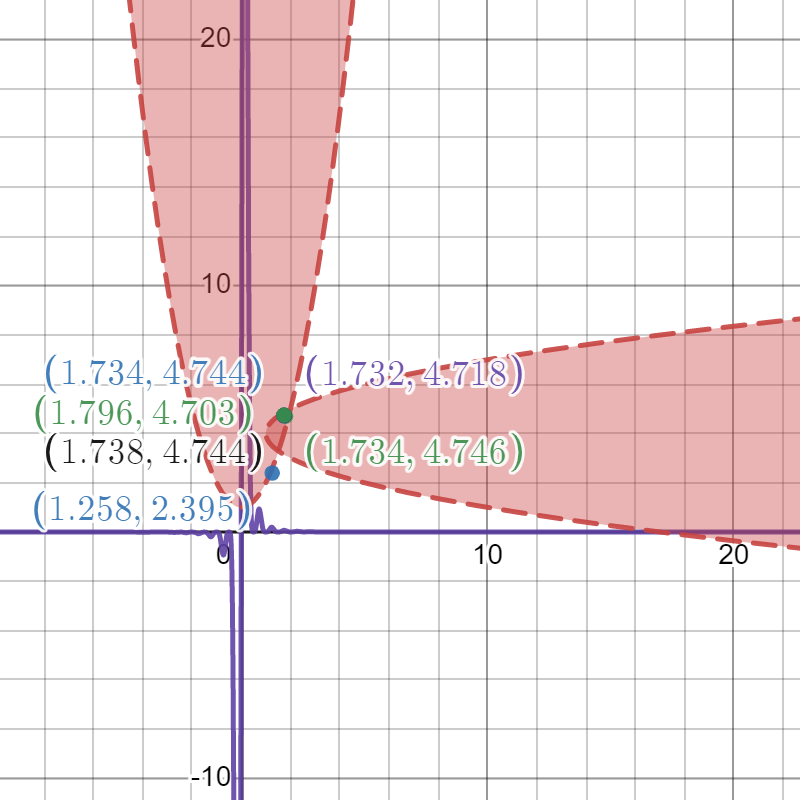 20
10
(1.734, 4.744) (1.732, 4.718)
(1.796, 4.703)
(1.738, 4.744) (1.734, 4.746)
(1.258, 2.395)
0 10 20
-10